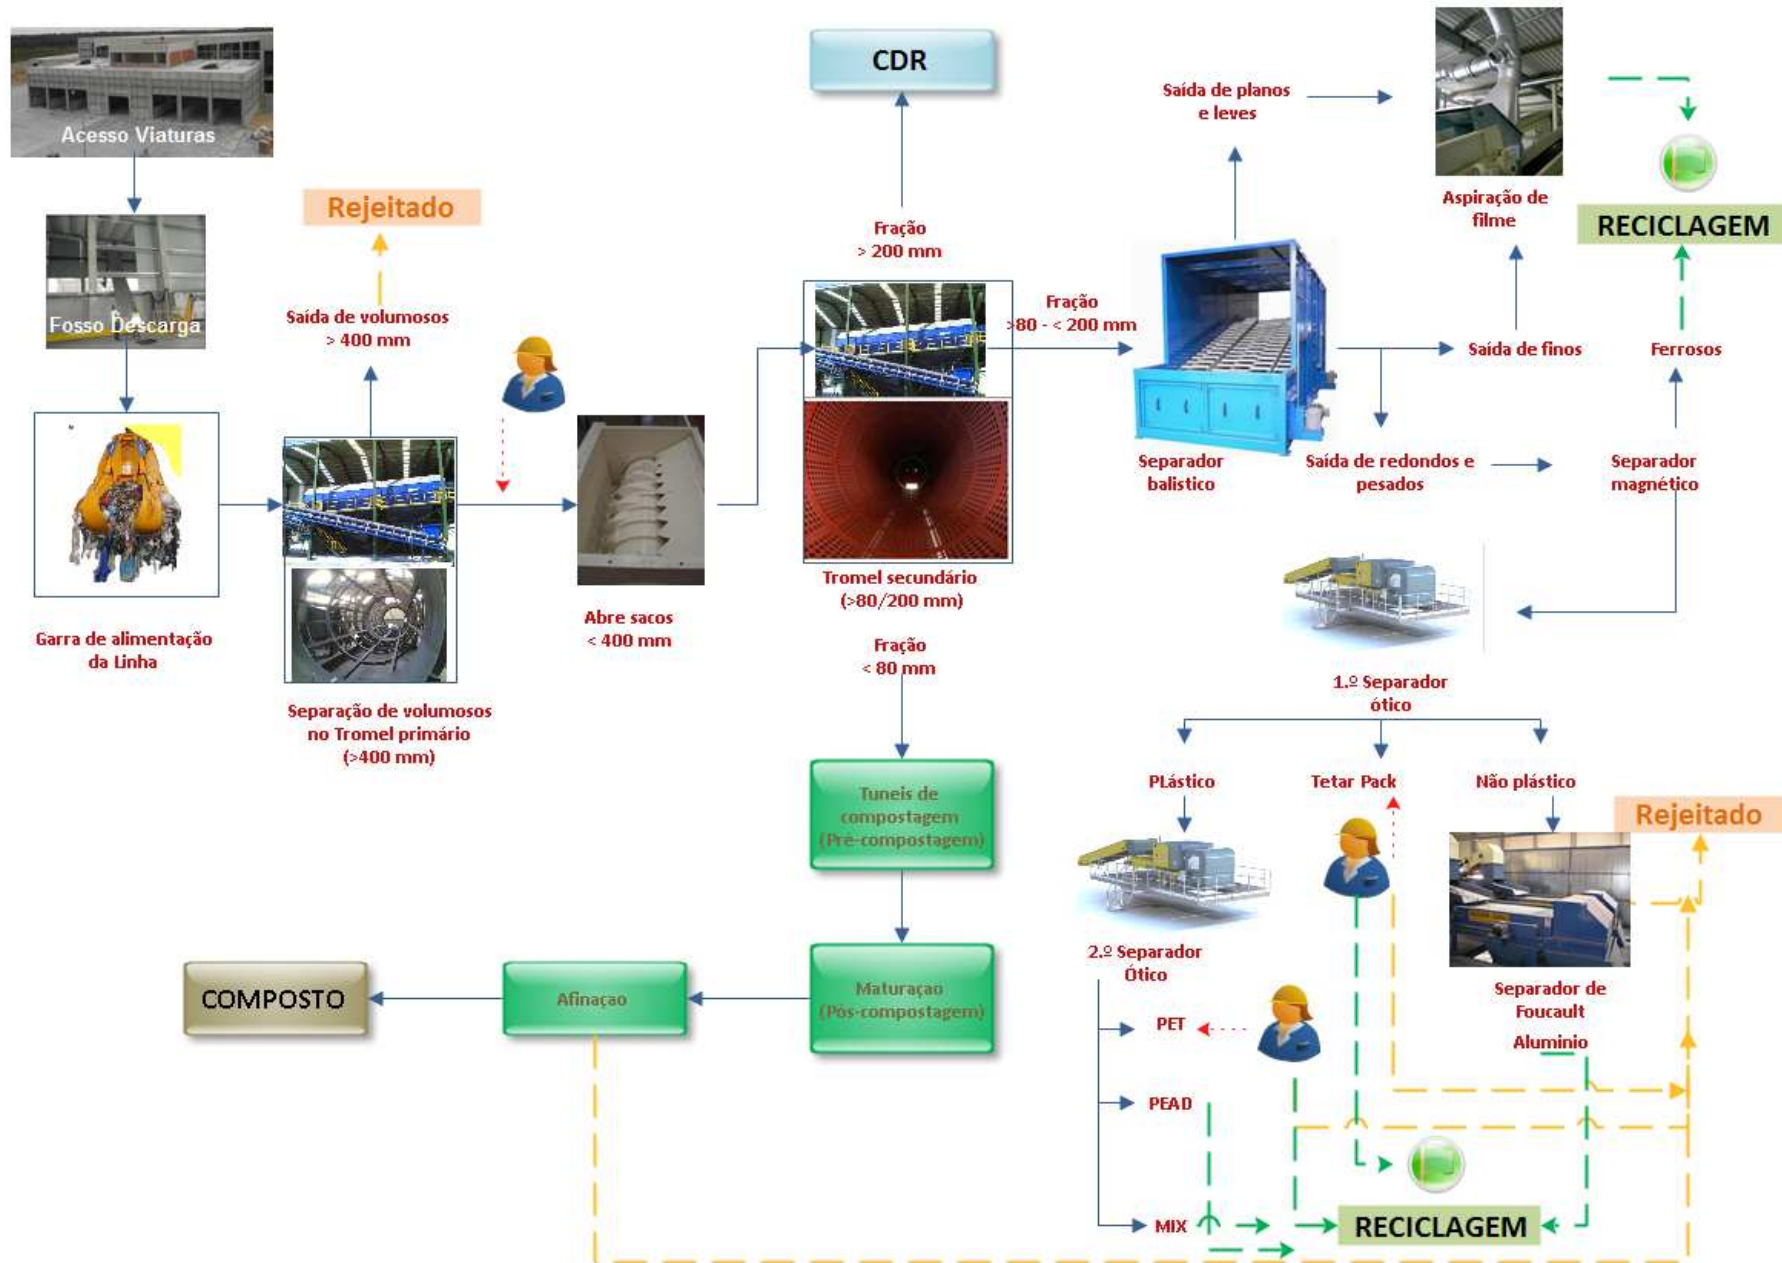 Acesso Viaturas
Fosso Descarga
Garra de alimentação
da Linha
Rejeitado
Saída de volumosos
> 400 mm
Separação de volumosos
no Tromel primário
(>400 mm)
Abre sacos
< 400 mm
CDR
Fração
> 200 mm
Tromel secundário
(>80/200 mm)
Fração
< 80 mm
Fração
>80 - < 200 mm
Separador
balistico
Saída de planos
e leves
Aspiração de
filme
RECICLAGEM
Saída de finos
Ferrosos
Saída de redondos e
pesados
Separador
magnético
1.º Separador
ótico
PLástico
Tetar Pack
Não plástico
Rejeitado
2.º Separador
Ótico
PET
PEAD
MIX
Separador de
Foucault
Aluminio
RECICLAGEM
Tuneis de
compostagem
(Pré-compostagem)
Maturaçao
(Pós-compostagem)
Afinaçao
COMPOSTO